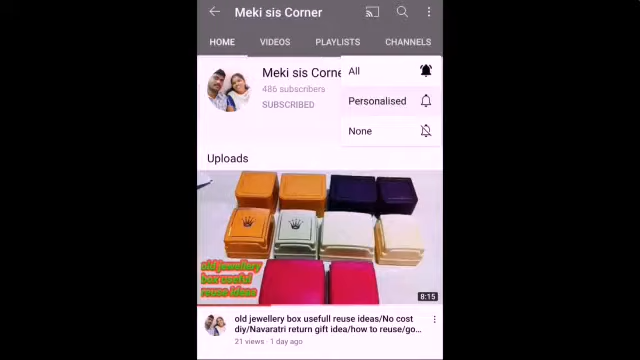 Meki sis Corner
HOME VIDEOS PLAYLISTS CHANNELS
Meki sis Corne
486 subscribers
SUBSCRIBED
All
Personalised
None
Uploads
old jewellery
box useful
reuse ideas
8:15
old jewellery box usefull reuse ideas/No cost
diy/Navaratri return gift idea/how to reuse/go...
21 views · 1 day ago